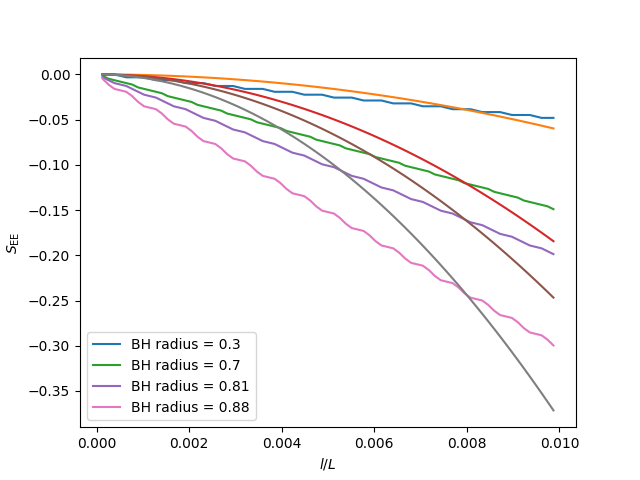 0.00
−0.05
−0.10
−0.15
−0.20
−0.25
−0.30
−0.35
S_EE
BH radius = 0.3
BH radius = 0.7
BH radius = 0.81
BH radius = 0.88
0.000 0.002 0.004 0.006 0.008 0.010
l/L